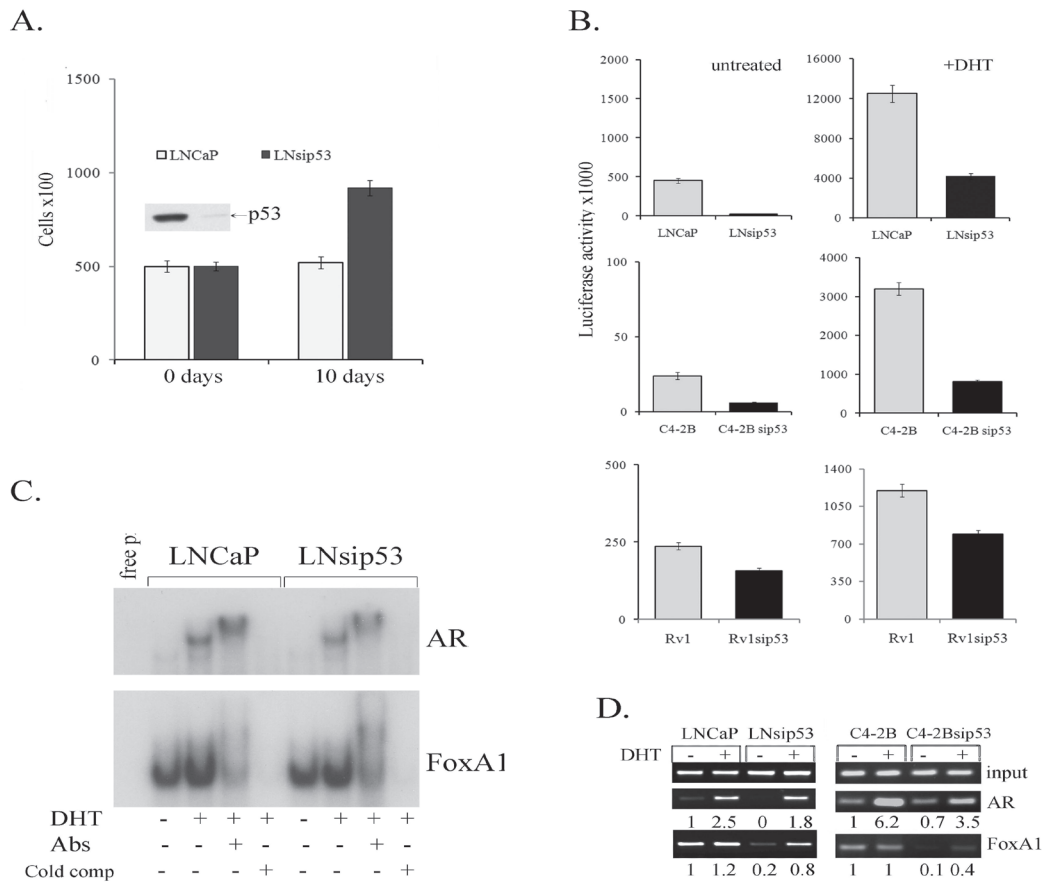 A.
1500
1000
500
0
Cells x100
LNCaP LNsip53
p53
0 days 10 days
B.
Luciferase activity x1000
untreated
2000
1500
1000
500
0
LNCaP LNsip53
+DHT
12000
8000
4000
0
LNCaP LNsip53
100
50
0
C4-2B C4-2B sip53
4000
3000
1000
0
C4-2B C4-2B sip53
500
250
0
Rv1 Rv1sip53
1400
1050
700
350
0
Rv1 Rv1sip53
C.
free p
LNCaP LNsip53
AR
FoxA1
DHT - + + + - + + +
Abs - - + - - - + -
Cold comp - - - + - - - +
D.
LNCaP LNsip53 C4-2B C4-2Bsip53
DHT - + - + - + - +
input
AR
1 2.5 0 1.8 1 6.2 0.7 3.5
FoxA1
1 1.2 0.2 0.8 1 1 0.1 0.4